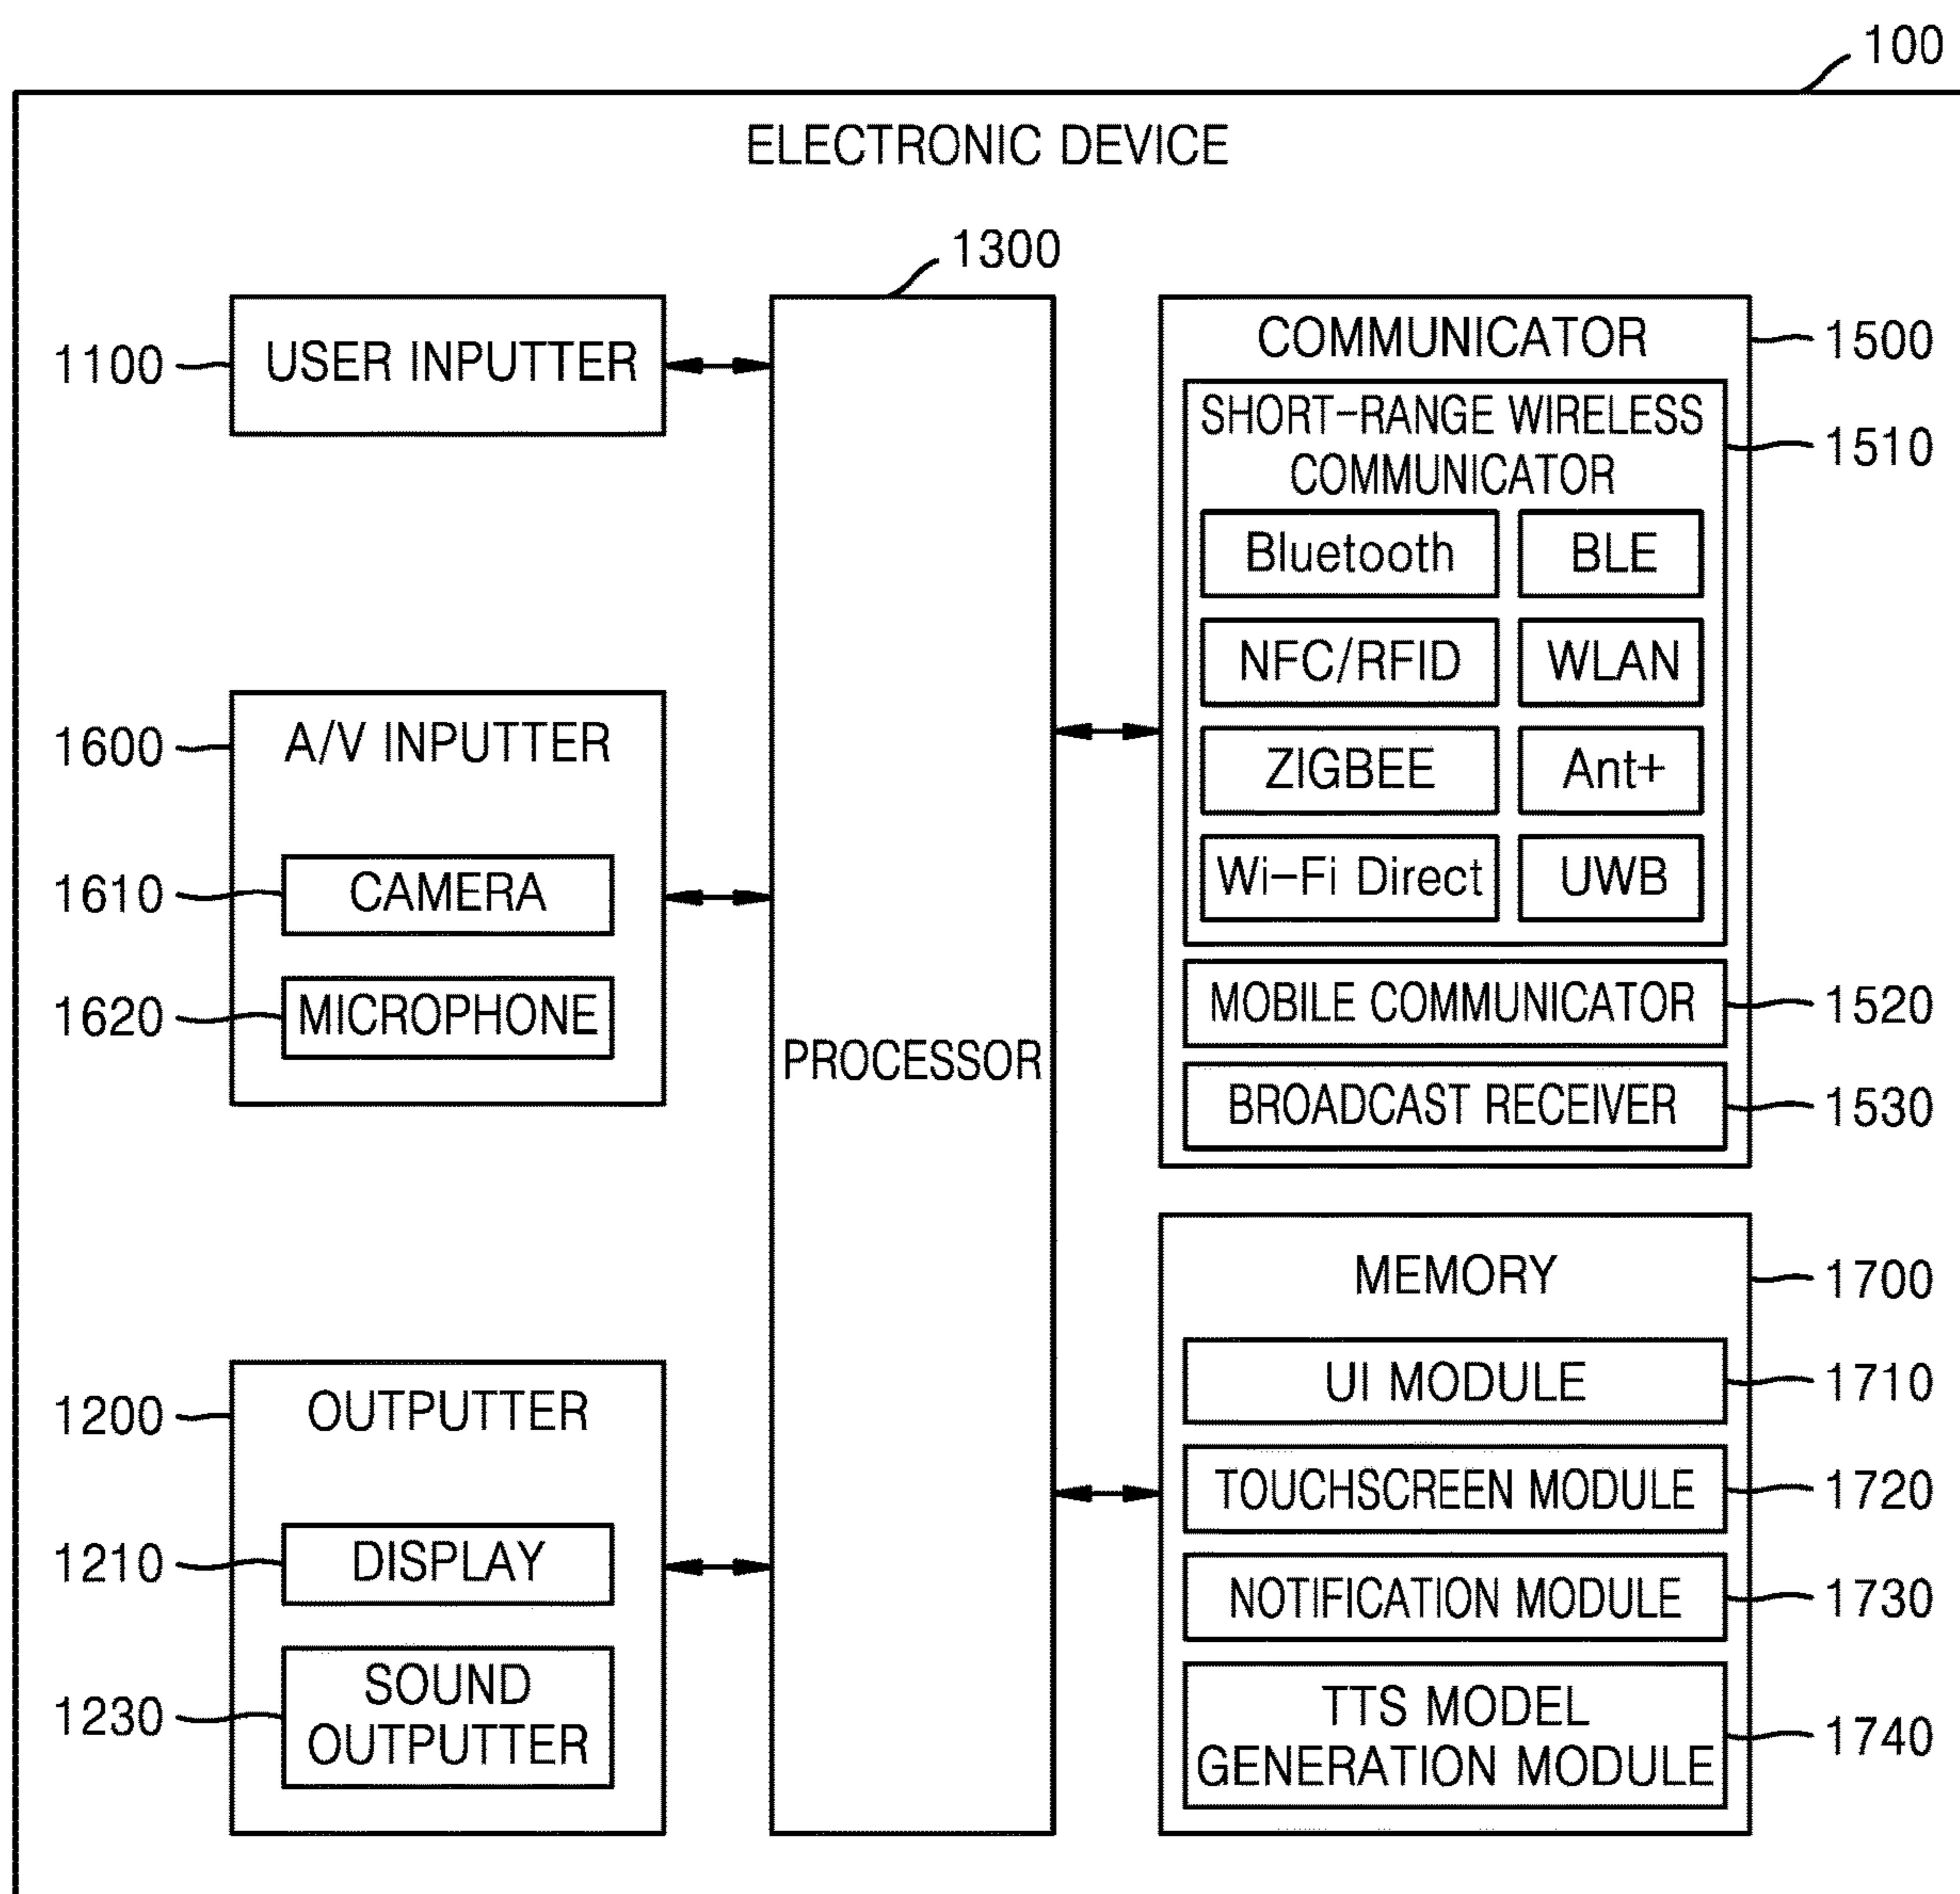 100
ELECTRONIC DEVICE
1300
1100
USER INPUTTER
1600
A/V INPUTTER
1610
CAMERA
1620
MICROPHONE
1200
OUTPUTTER
1210
DISPLAY
1230
SOUND
OUTPUTTER
PROCESSOR
COMMUNICATOR
1500
SHORT-RANGE WIRELESS
COMMUNICATOR
1510
Bluetooth
BLE
NFC/RFID
WLAN
ZIGBEE
Ant+
Wi-Fi Direct
UWB
MOBILE COMMUNICATOR
1520
BROADCAST RECEIVER
1530
MEMORY
1700
UI MODULE
1710
TOUCHSCREEN MODULE
1720
NOTIFICATION MODULE
1730
TTS MODEL
GENERATION MODULE
1740